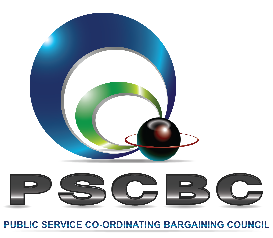 PSCBC
PUBLIC SERVICE CO-ORDINATING BARGAINING COUNCIL